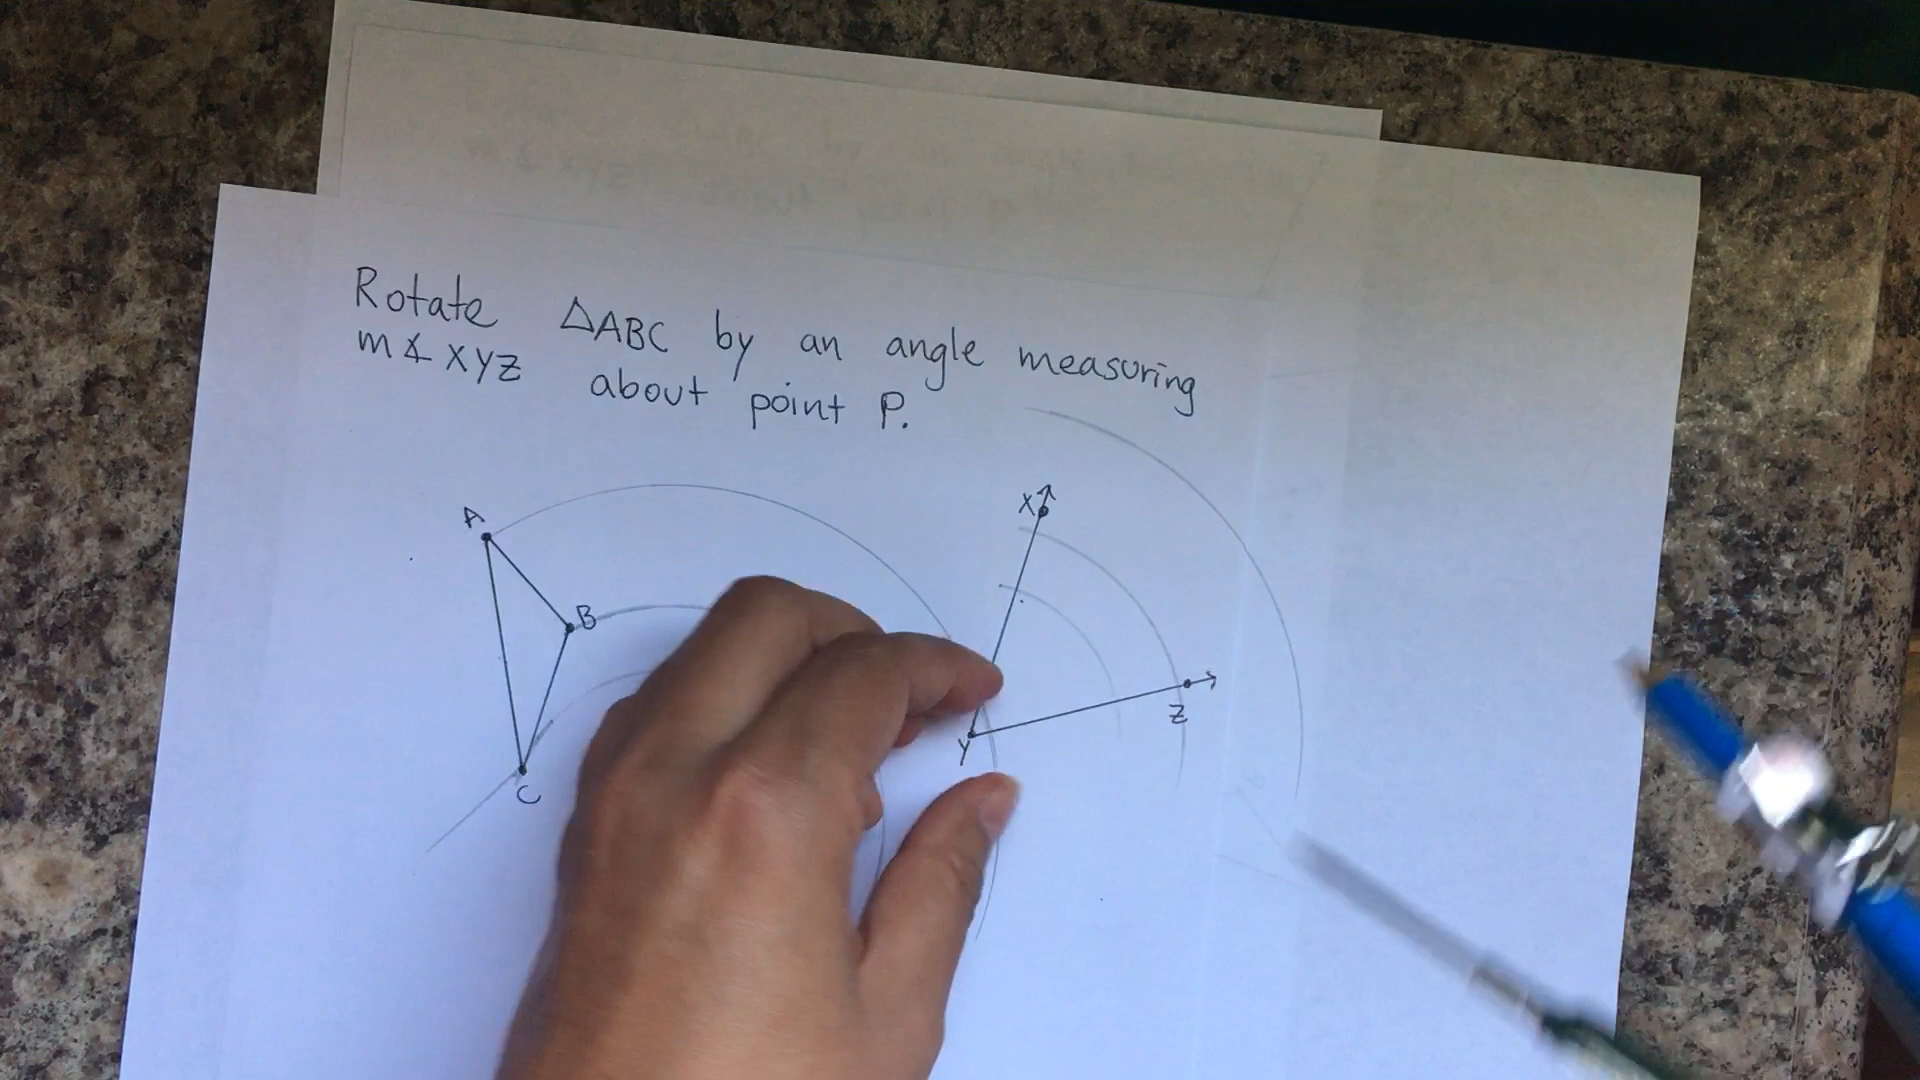 Rotate △ABC by an angle measuring
m∡XYZ about point P.
A
X
B
Z
Y
C